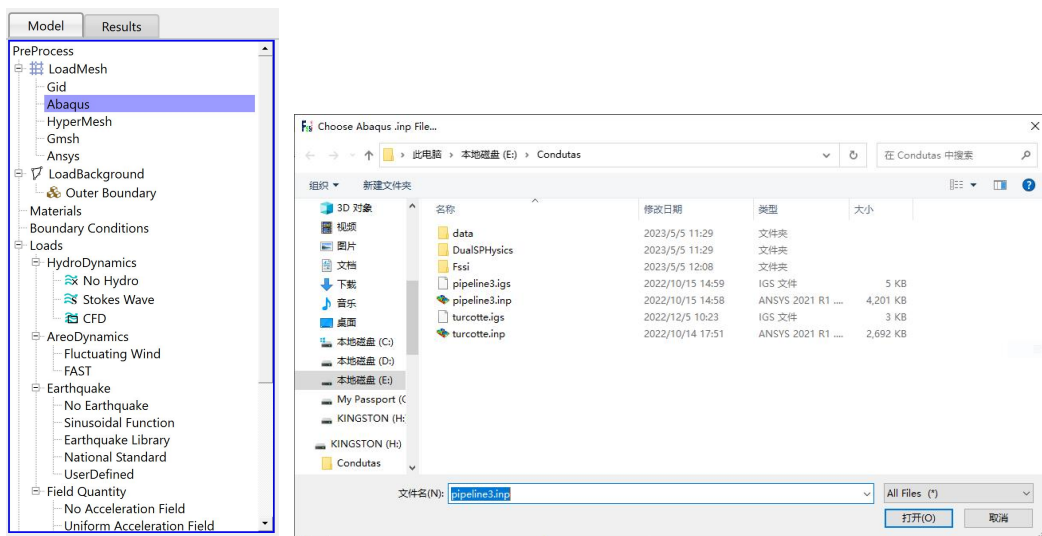 Model Results
PreProcess
LoadMesh
Gid
Abaqus
HyperMesh
Gmsh
Ansys
LoadBackground
Outer Boundary
Materials
Boundary Conditions
Loads
HydroDynamics
No Hydro
Stokes Wave
CFD
AreoDynamics
Fluctuating Wind
FAST
Earthquake
No Earthquake
Sinusoidal Function
Earthquake Library
National Standard
UserDefined
Field Quantity
No Acceleration Field
Uniform Acceleration Field
Choose Abaqus .inp File...
此电脑 › 本地磁盘 (E:) › Condutas
在 Condutas 中搜索
组织 新建文件夹
3D 对象
视频
图片
文档
下载
音乐
桌面
本地磁盘 (C:)
本地磁盘 (D:)
本地磁盘 (E:)
My Passport (
KINGSTON (H:
KINGSTON (H:)
Condutas
名称 修改日期 类型 大小
data 2023/5/5 11:29 文件夹
DualSPHysics 2023/5/5 11:29 文件夹
Fssi 2023/5/5 12:08 文件夹
pipeline3.igs 2022/10/15 14:59 IGS 文件 5 KB
pipeline3.inp 2022/10/15 14:58 ANSYS 2021 R1 .... 4,201 KB
turcotte.igs 2022/12/5 10:23 IGS 文件 3 KB
turcotte.inp 2022/10/14 17:51 ANSYS 2021 R1 .... 2,692 KB
文件名(N): pipeline3.inp All Files (*)
打开(O) 取消